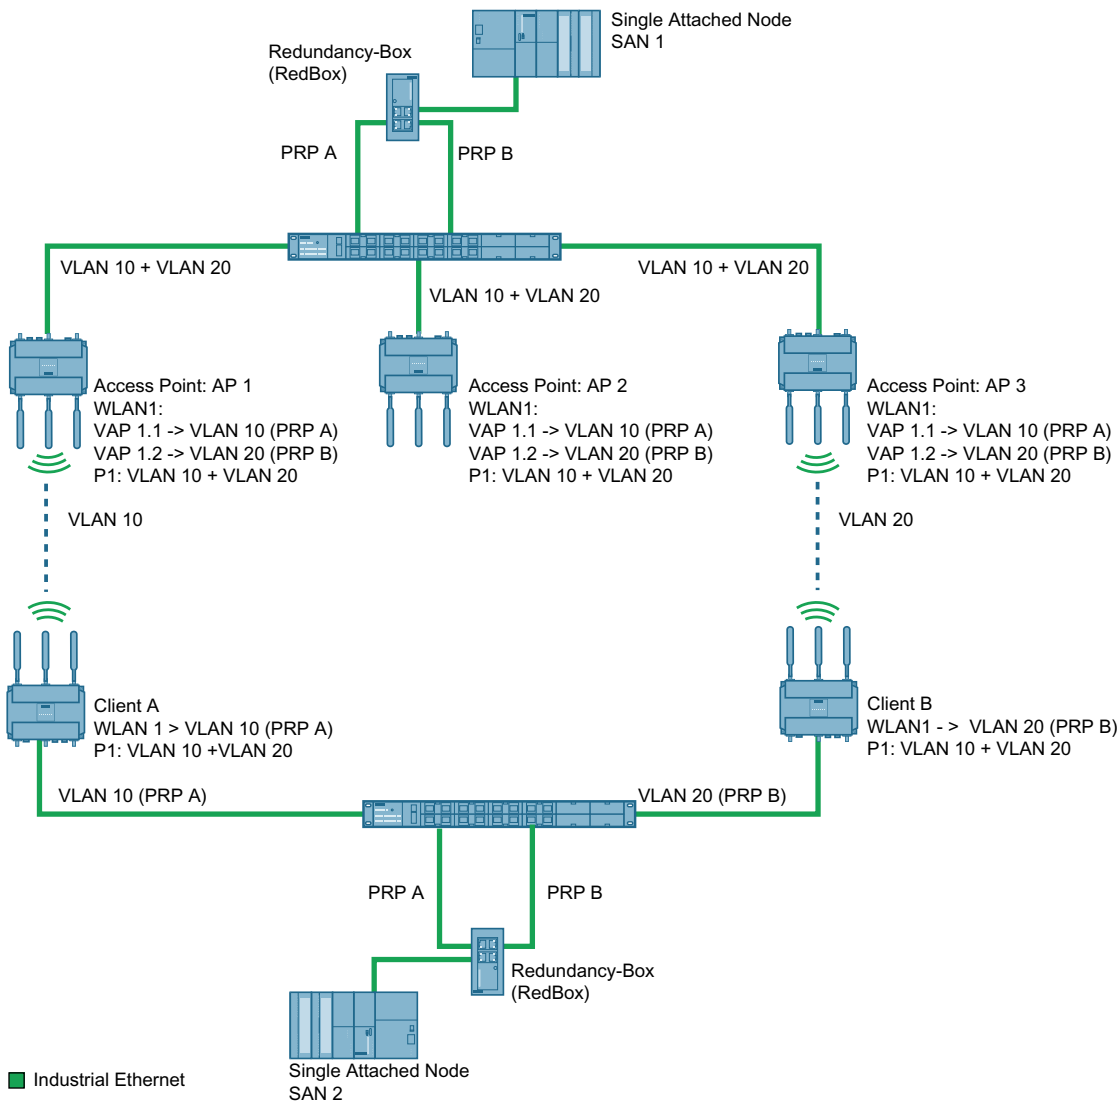 Single Attached Node
SAN 1
Redundancy-Box
(RedBox)
PRP A
PRP B
VLAN 10 + VLAN 20
VLAN 10 + VLAN 20
VLAN 10 + VLAN 20
Access Point: AP 1
WLAN1:
VAP 1.1 -> VLAN 10 (PRP A)
VAP 1.2 -> VLAN 20 (PRP B)
P1: VLAN 10 + VLAN 20
Access Point: AP 2
WLAN1:
VAP 1.1 -> VLAN 10 (PRP A)
VAP 1.2 -> VLAN 20 (PRP B)
P1: VLAN 10 + VLAN 20
Access Point: AP 3
WLAN1:
VAP 1.1 -> VLAN 10 (PRP A)
VAP 1.2 -> VLAN 20 (PRP B)
P1: VLAN 10 + VLAN 20
VLAN 10
VLAN 20
Client A
WLAN 1 > VLAN 10 (PRP A)
P1: VLAN 10 +VLAN 20
Client B
WLAN1 - > VLAN 20 (PRP B)
P1: VLAN 10 + VLAN 20
VLAN 10 (PRP A)
VLAN 20 (PRP B)
PRP A
PRP B
Redundancy-Box
(RedBox)
Single Attached Node
SAN 2
Industrial Ethernet